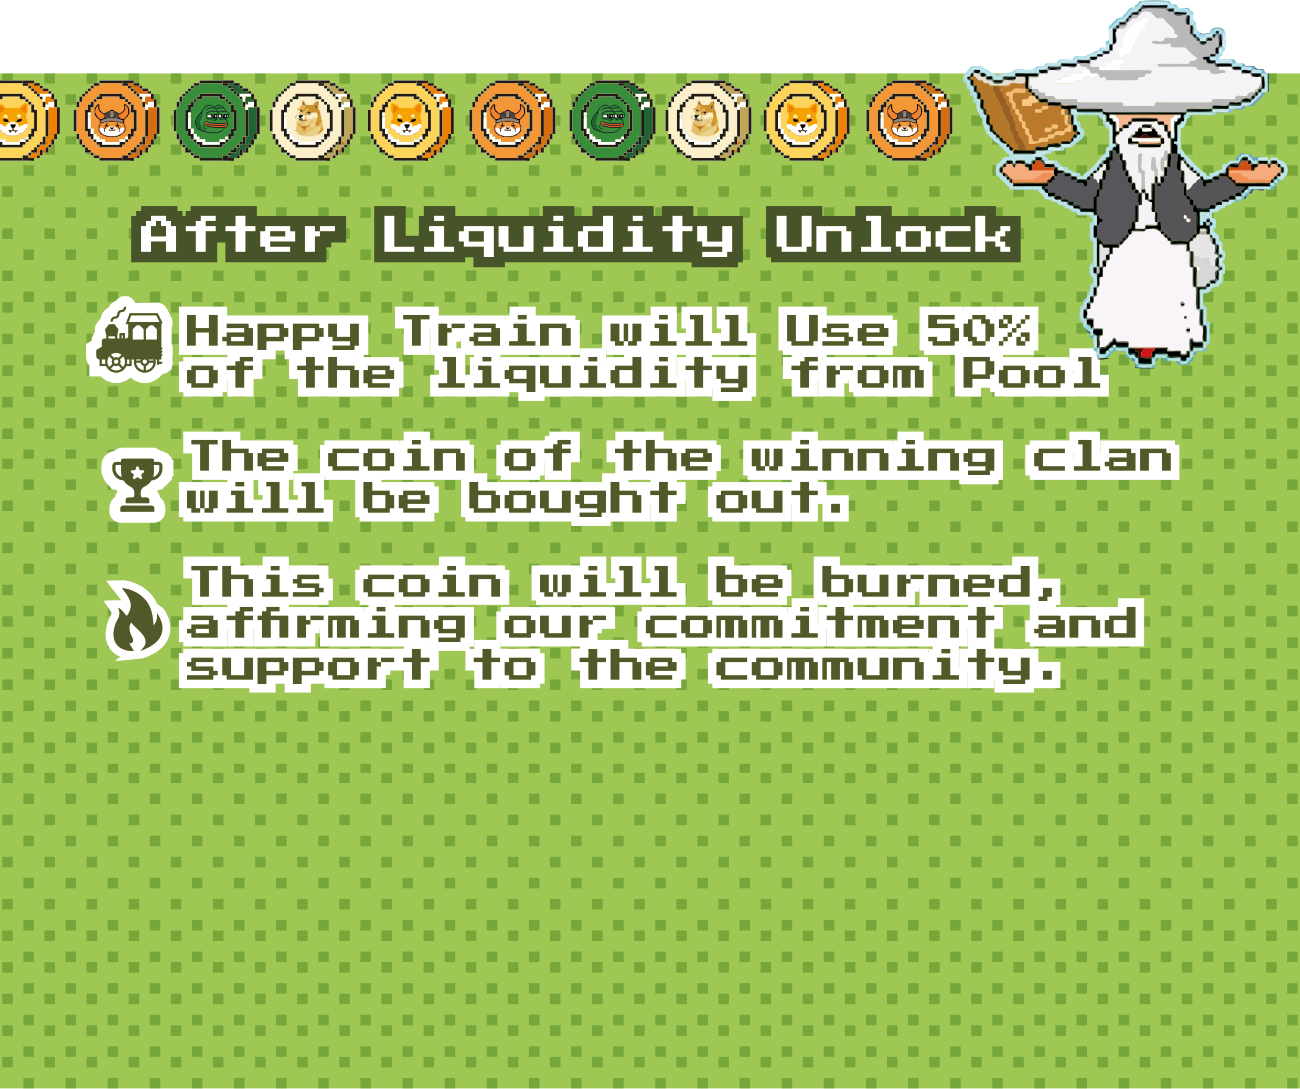 After Liquidity Unlock
Happy Train will Use 50%
of the liquidity from Pool
The coin of the winning clan
will be bought out.
This coin will be burned,
affirming our commitment and
support to the community.